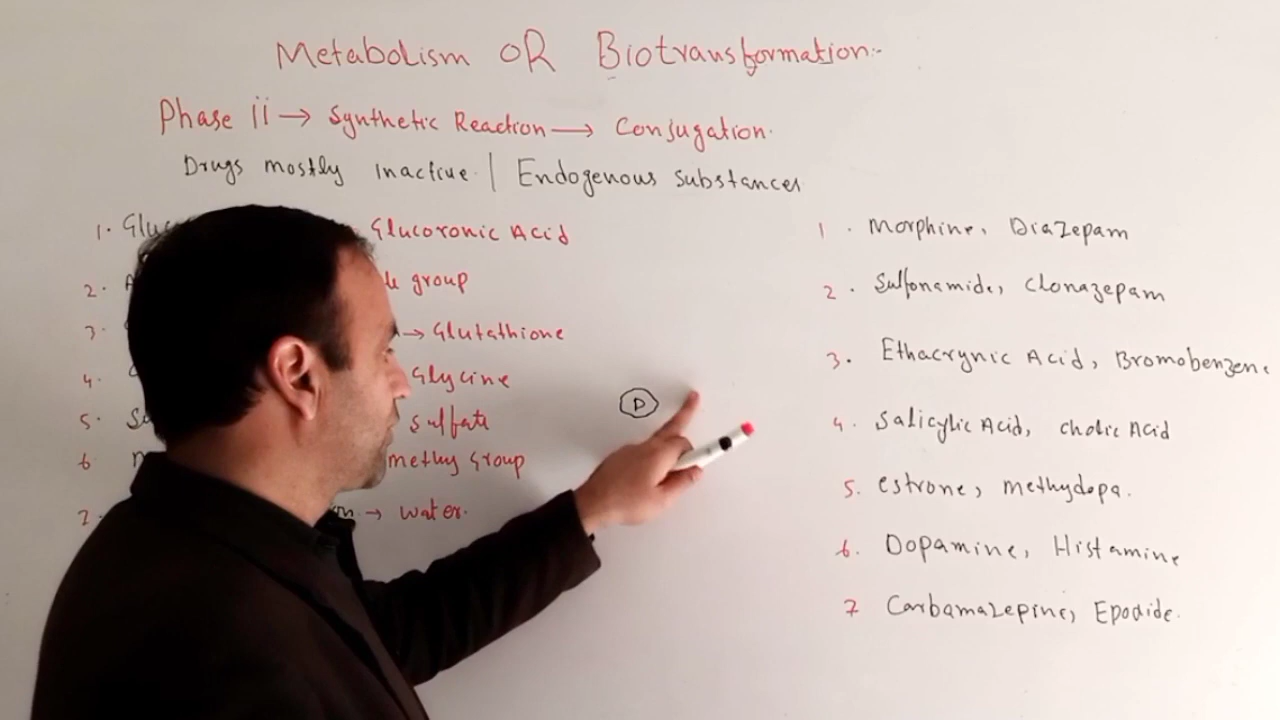 Metabolism OR Biotransformation:-
Phase ii → Synthetic Reaction → Conjugation.
Drugs mostly inactive. | Endogenous substances
1. Glucoronic Acid
2. group
3. → Glutathione
4. Glycine
5. sulfate
6 methy Group
7. → water.
D
1. Morphine, Diazepam
2. Sulfonamide, Clonazepam
3. Ethacrynic Acid, Bromobenzene
4. Salicylic Acid, cholic Acid
5. estrone, methydopa.
6. Dopamine, Histamine
7 Carbamazepine, Epoxide.